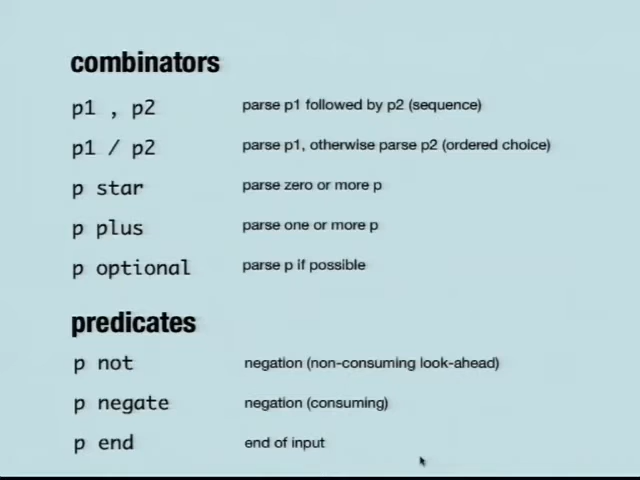 combinators
p1 , p2 parse p1 followed by p2 (sequence)
p1 / p2 parse p1, otherwise parse p2 (ordered choice)
p star parse zero or more p
p plus parse one or more p
p optional parse p if possible
predicates
p not negation (non-consuming look-ahead)
p negate negation (consuming)
p end end of input